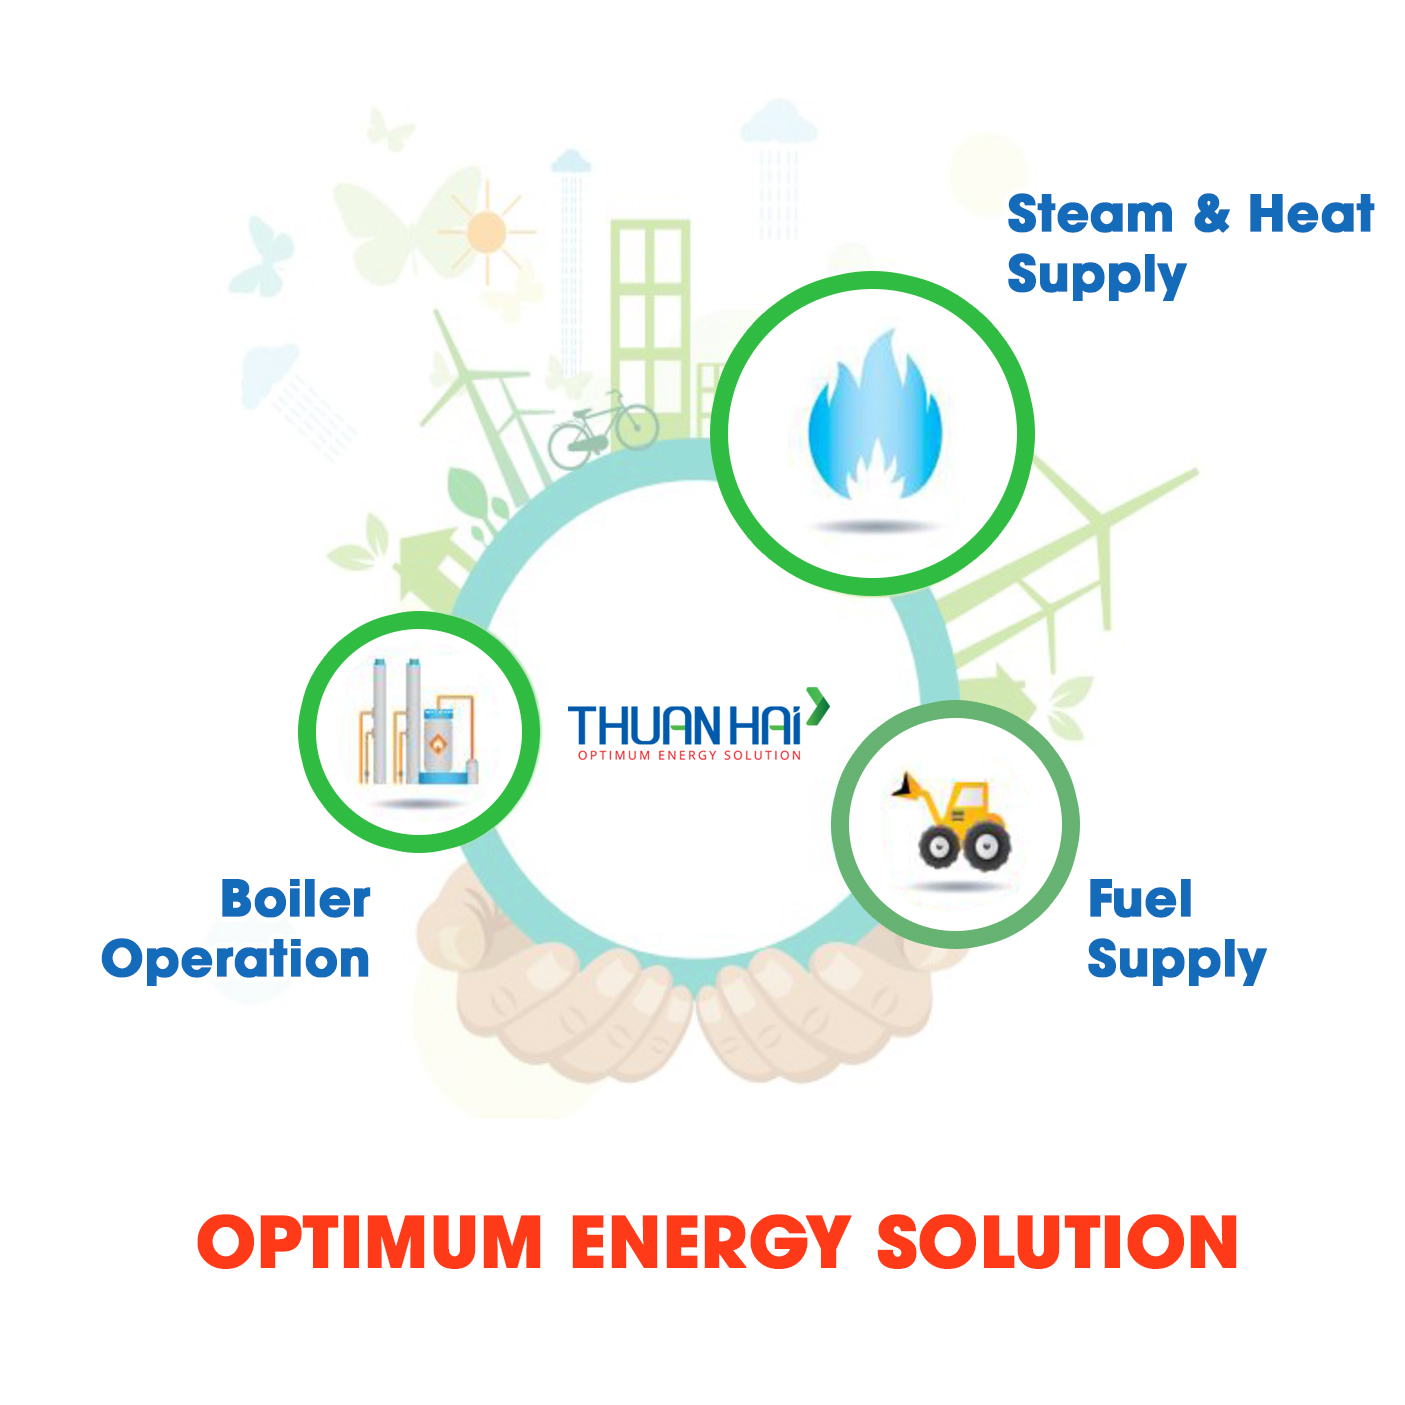 Steam & Heat
Supply
THUAN HAI
OPTIMUM ENERGY SOLUTION
Boiler
Operation
Fuel
Supply
OPTIMUM ENERGY SOLUTION